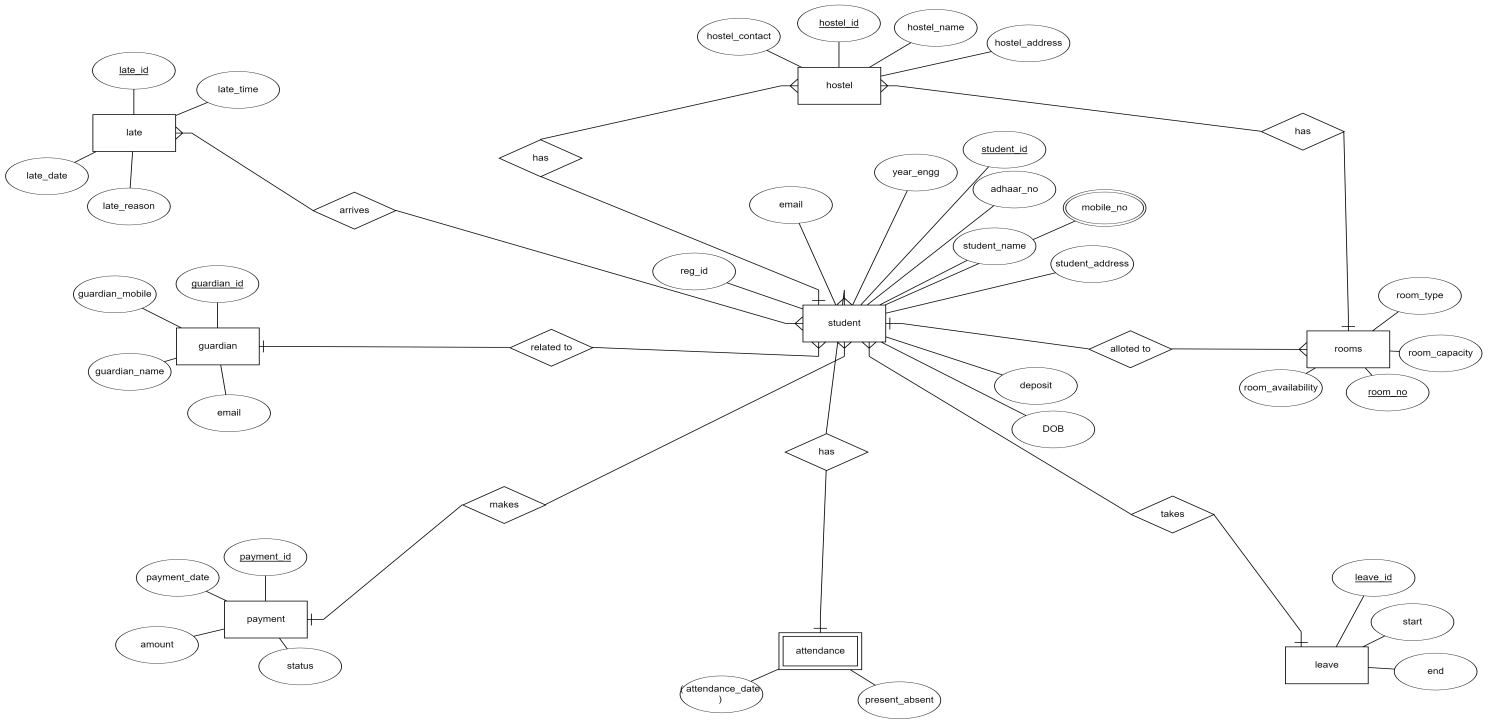 hostel_id
hostel_name
hostel_contact
hostel_address
hostel
late_id
late_time
late
late_date
late_reason
has
has
arrives
student_id
year_engg
adhaar_no
email
mobile_no
student_name
student_address
reg_id
student
guardian_id
guardian_mobile
guardian
guardian_name
email
related to
alloted to
room_type
rooms
room_capacity
room_availability
room_no
deposit
DOB
has
makes
takes
payment_id
payment_date
payment
amount
status
attendance
( attendance_date
)
present_absent
leave_id
start
leave
end